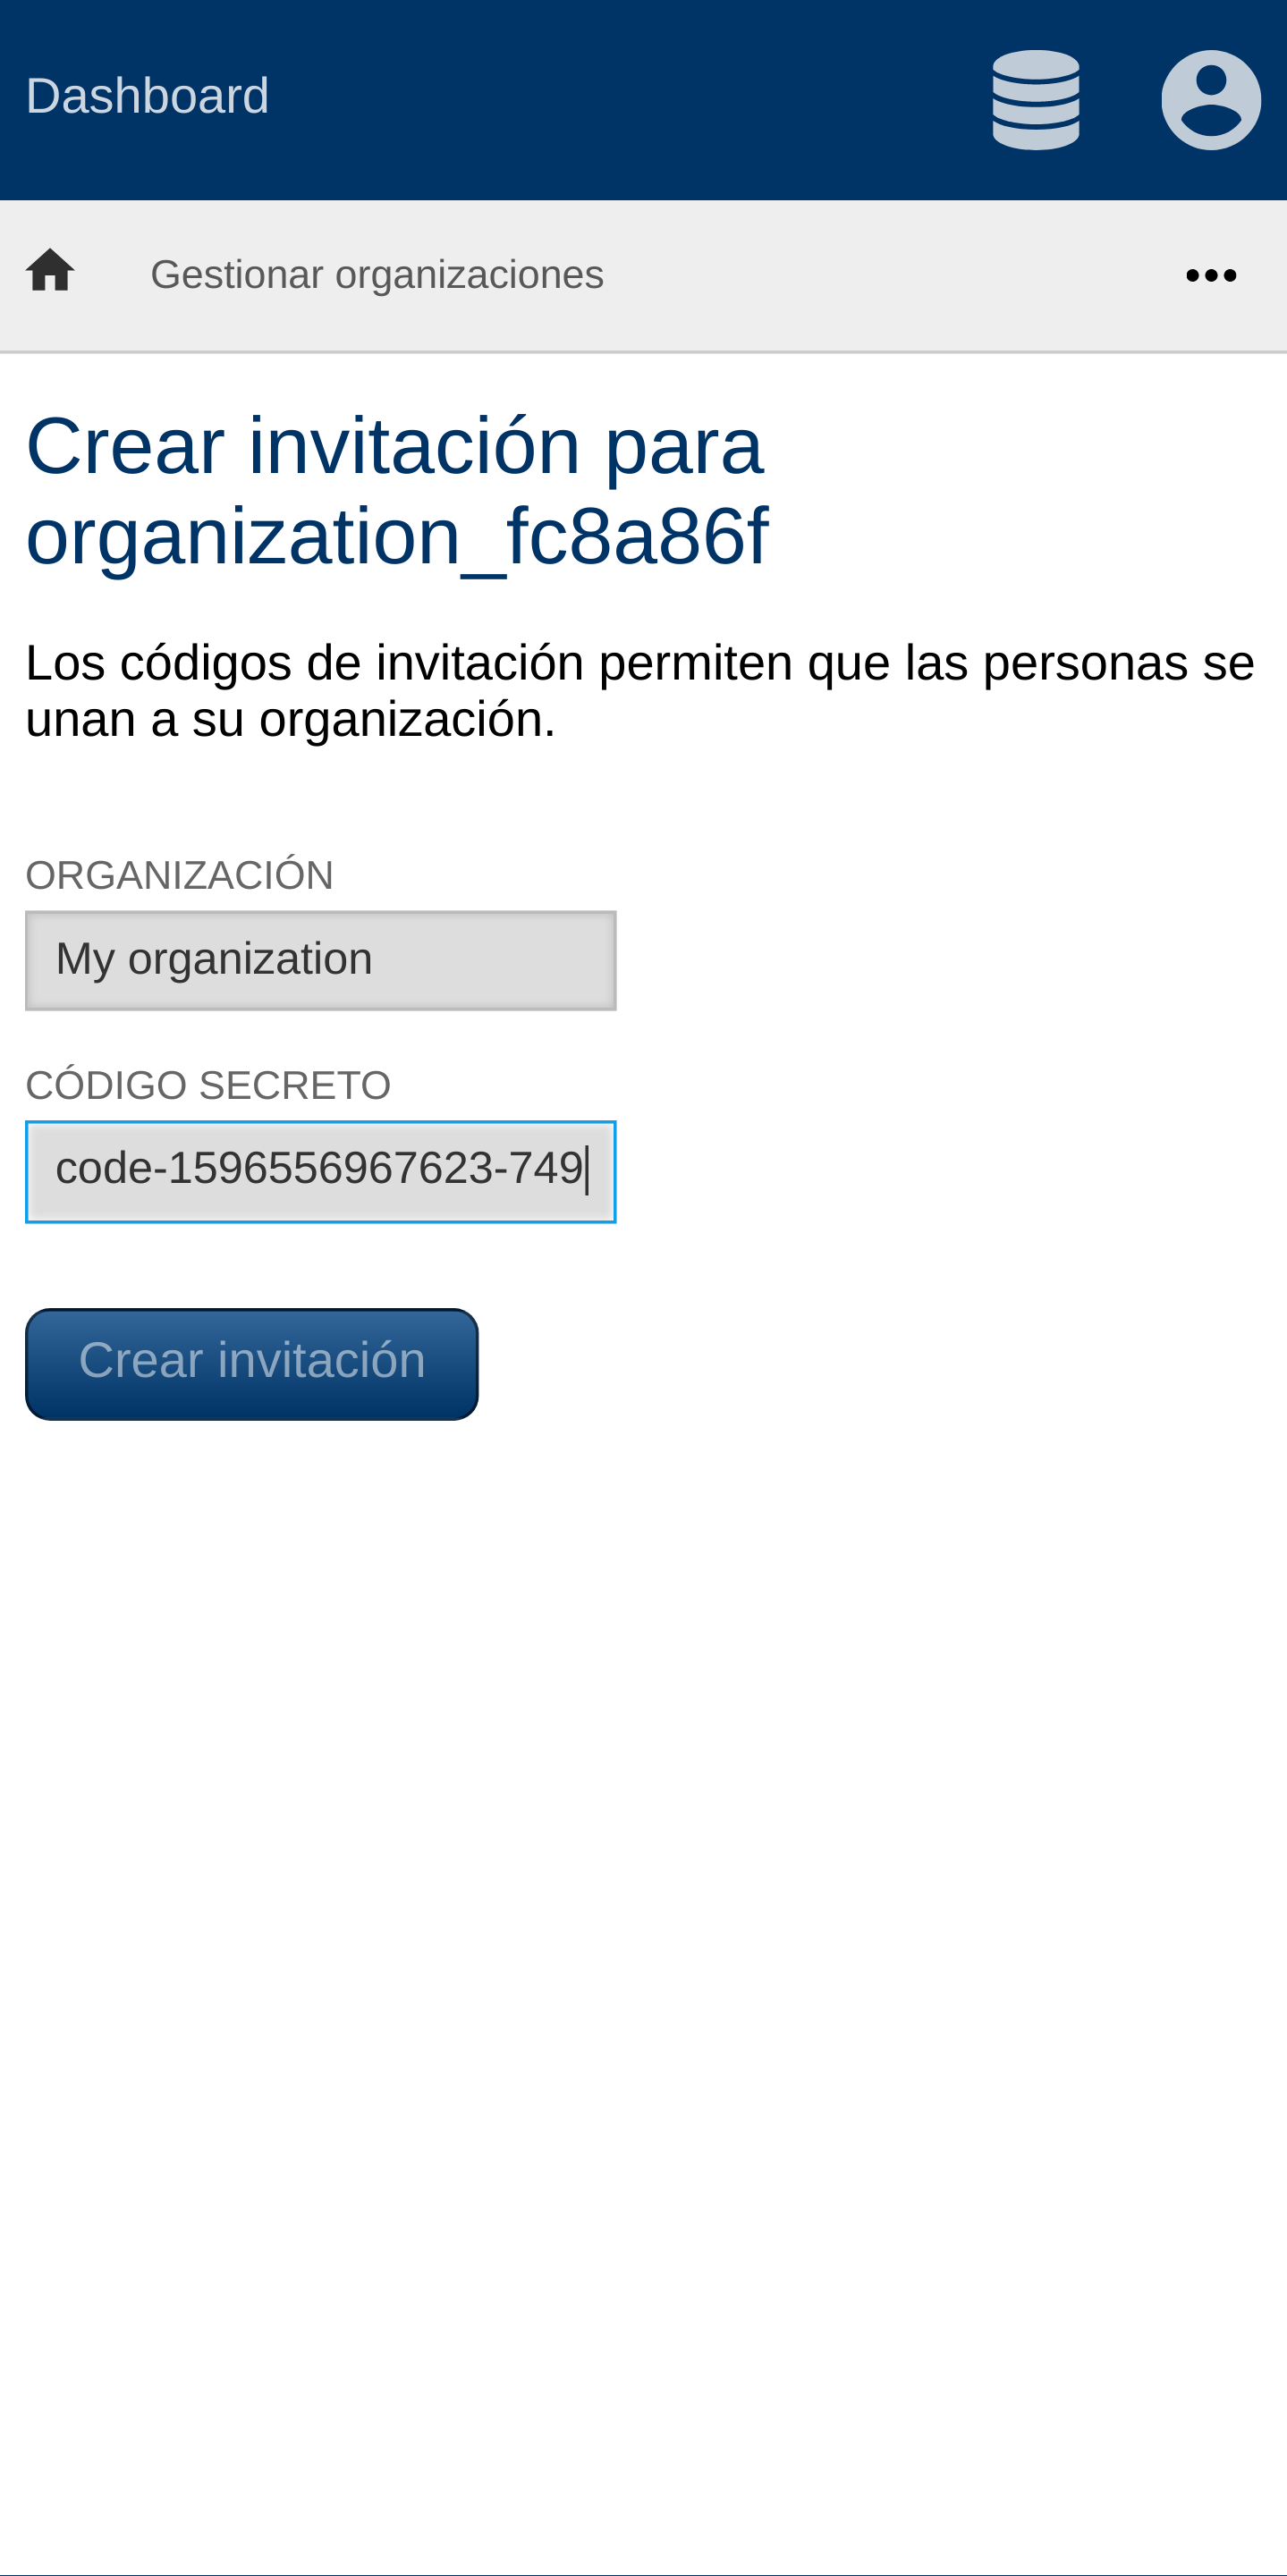 Dashboard
Gestionar organizaciones
Crear invitación para
organization_fc8a86f
Los códigos de invitación permiten que las personas se
unan a su organización.
ORGANIZACIÓN
My organization
CÓDIGO SECRETO
code-1596556967623-749
Crear invitación